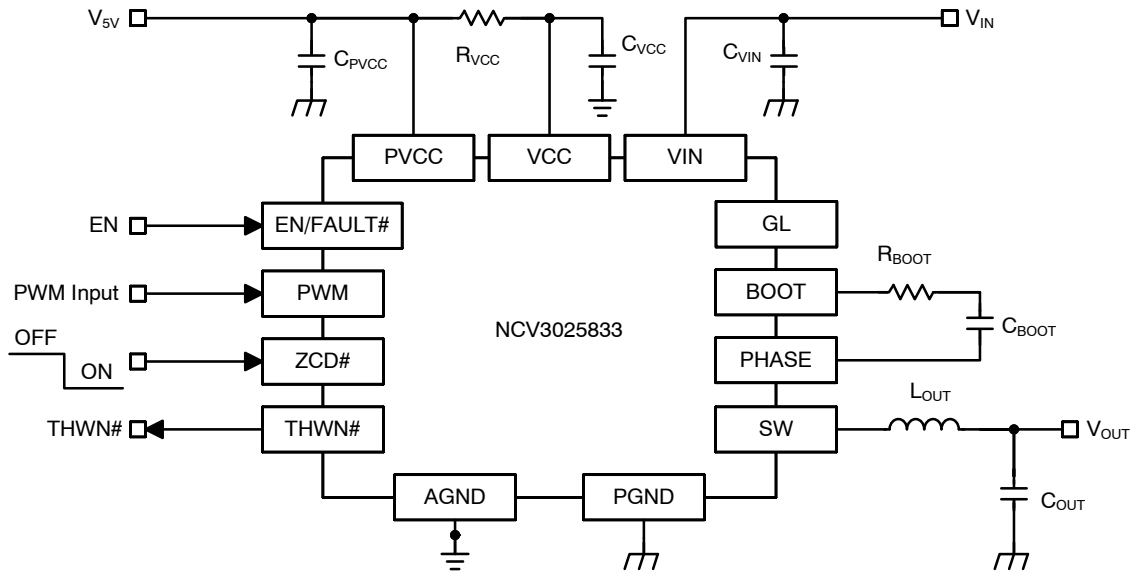 V5V
VIN
CPVCC
RVCC
CVCC
CVIN
PVCC
VCC
VIN
EN
EN/FAULT#
GL
RBOOT
PWM Input
PWM
BOOT
NCV3025833
CBOOT
OFF
ON
ZCD#
PHASE
LOUT
THWN#
THWN#
SW
VOUT
AGND
PGND
COUT